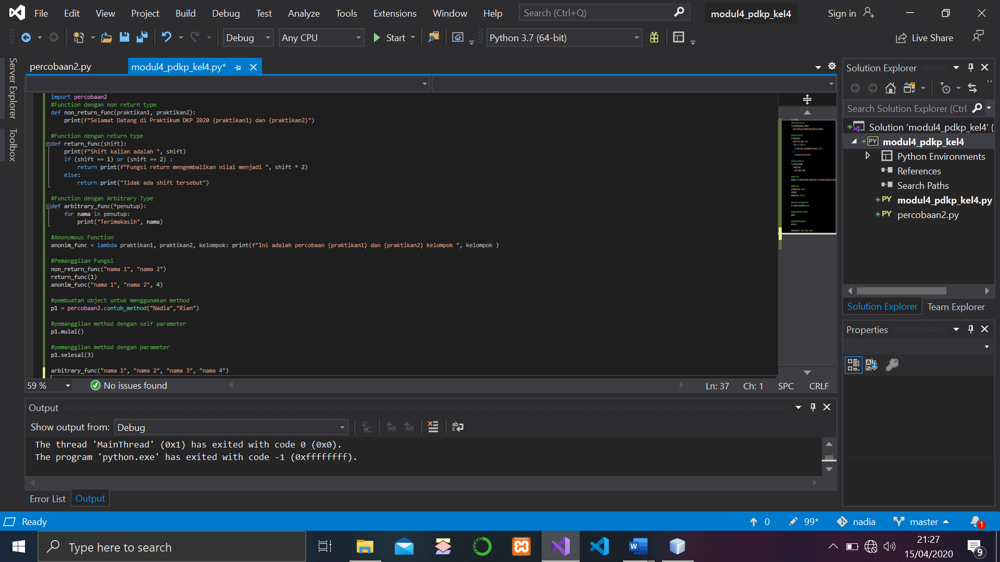 File Edit View Project Build Debug Test Analyze Tools Extensions Window Help Search (Ctrl+Q) modul4_pdkp_kel4 Sign in
Debug Any CPU Start Python 3.7 (64-bit) Live Share
Server Explorer
Toolbox
percobaan2.py modul4_pdkp_kel4.py*
import percobaan2
#Function dengan non return type
def non_return_func(praktikan1, praktikan2):
    print(f"Selamat Datang di Praktikum DKP 2020 {praktikan1} dan {praktikan2}")
#Function dengan return type
def return_func(shift):
    print(f"Shift kalian adalah ", shift)
    if (shift == 1) or (shift == 2) :
        return print(f"Fungsi return mengembalikan nilai menjadi ", shift * 2)
    else:
        return print("Tidak ada shift tersebut")
#Function dengan Arbitrary Type
def arbitrary_func(*penutup):
    for nama in penutup:
        print("Terimakasih", nama)
#Anonymous Function
anonim_func = lambda praktikan1, praktikan2, kelompok: print(f"Ini adalah percobaan {praktikan1} dan {praktikan2} kelompok ", kelompok )
#Pemanggilan Fungsi
non_return_func("nama 1", "nama 2")
return_func(1)
anonim_func("nama 1", "nama 2", 4)
#pembuatan object untuk menggunakan method
p1 = percobaan2.contoh_method("Nadia","Rian")
#pemanggilan method dengan self parameter
p1.mulai()
#pemanggilan method dengan parameter
p1.selesai(3)
arbitrary_func("nama 1", "nama 2", "nama 3", "nama 4")
59 % No issues found Ln: 37 Ch: 1 SPC CRLF
Output
Show output from: Debug
The thread 'MainThread' (0x1) has exited with code 0 (0x0).
The program 'python.exe' has exited with code -1 (0xffffffff).
Error List Output
Solution Explorer
Search Solution Explorer (Ctrl
Solution 'modul4_pdkp_kel4' (
PY modul4_pdkp_kel4
Python Environments
References
Search Paths
PY modul4_pdkp_kel4.py
PY percobaan2.py
Solution Explorer Team Explorer
Properties
Ready 0 99* nadia master 1
Type here to search
21:27
15/04/2020
9